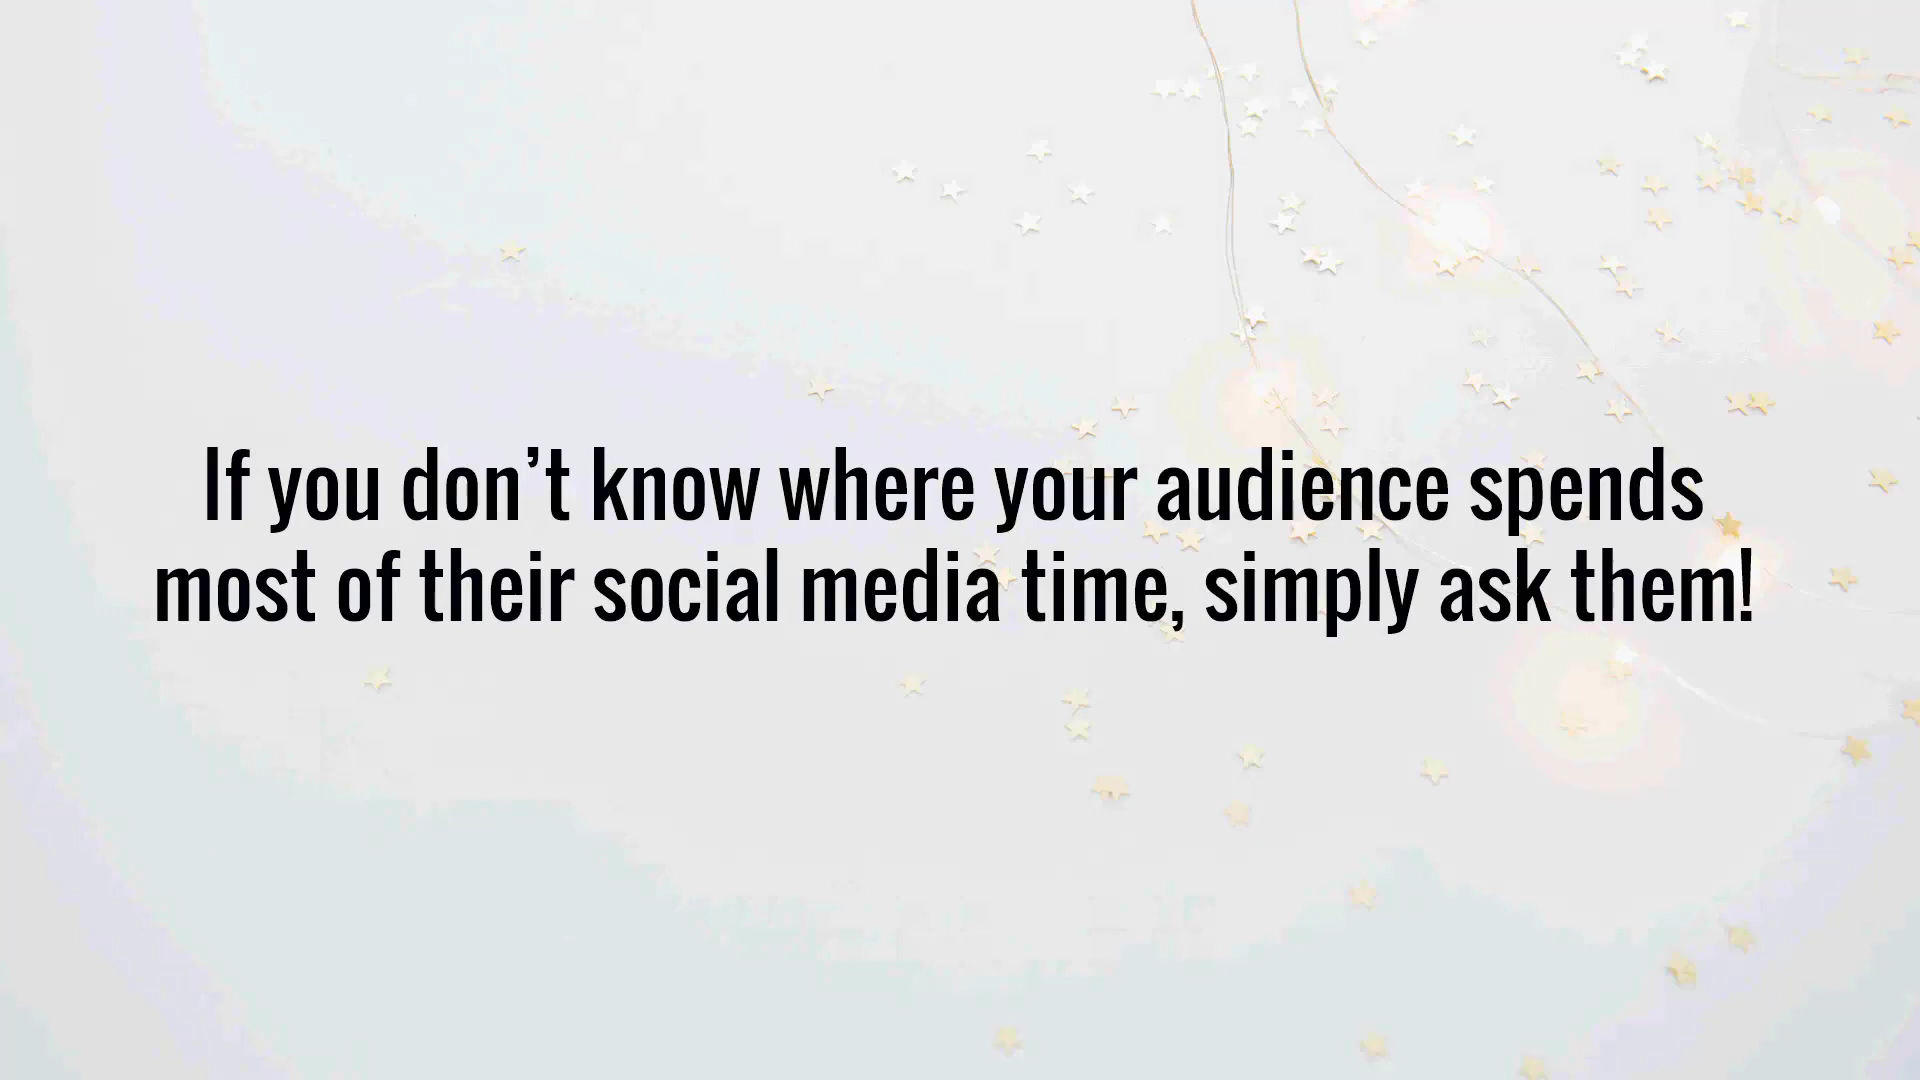 If you don’t know where your audience spends
most of their social media time, simply ask them!